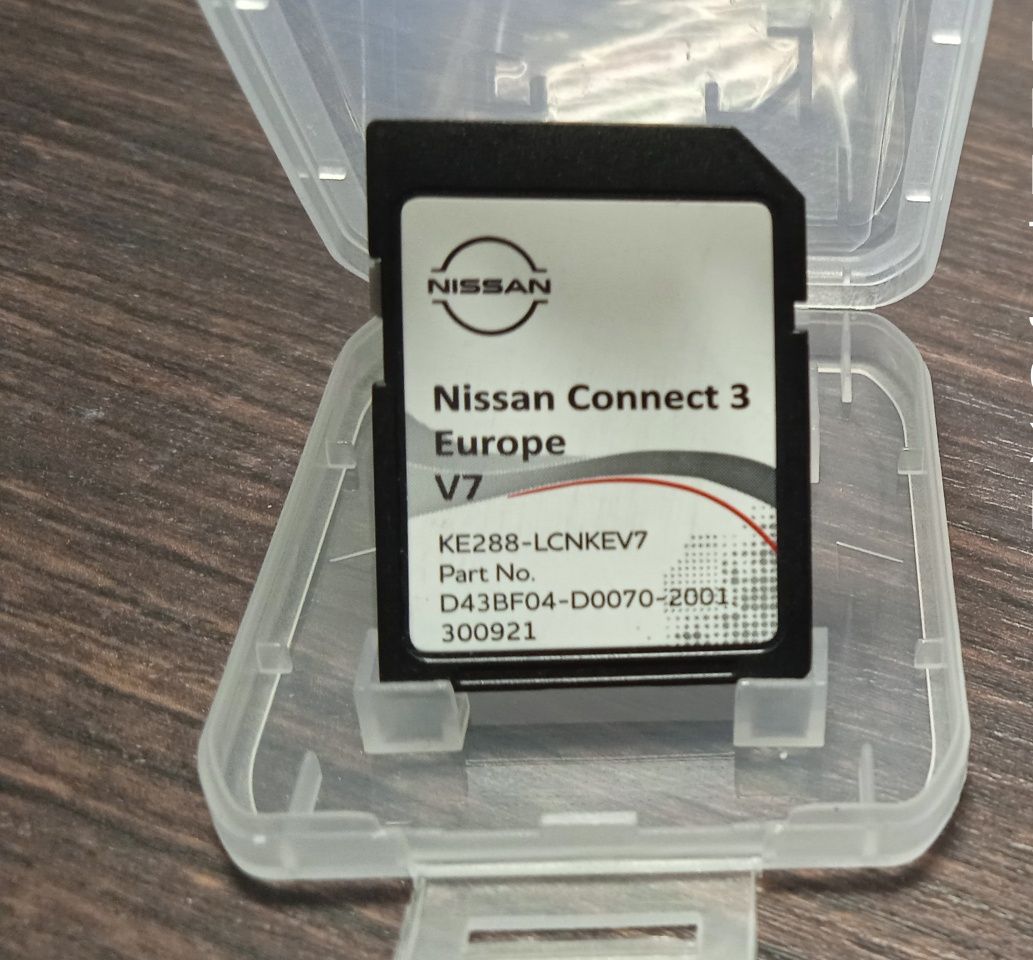 NISSAN
Nissan Connect 3
Europe
V7
KE288-LCNKEV7
Part No.
D43BF04-D0070-2001
300921